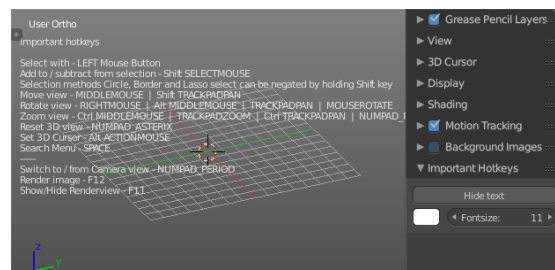 User Ortho
Important hotkeys
Select with - LEFT Mouse Button
Add to / subtract from selection - Shift SELECTMOUSE
Selection methods Circle, Border and Lasso select can be negated by holding Shift key
Move view - MIDDLEMOUSE | Shift TRACKPADPAN
Rotate view - RIGHTMOUSE | Alt MIDDLEMOUSE | TRACKPADPAN | MOUSEROTATE
Zoom view - Ctrl MIDDLEMOUSE | TRACKPADZOOM | Ctrl TRACKPADPAN | NUMPAD_
Reset 3D view - NUMPAD_ASTERIX
Set 3D Cursor - Alt ACTIONMOUSE
Search Menu - SPACE
-----
Switch to / from Camera view - NUMPAD_PERIOD
Render image - F12
Show/Hide Renderview - F11
z
y
Grease Pencil Layers
View
3D Cursor
Display
Shading
Motion Tracking
Background Images
Important Hotkeys
Hide text
Fontsize: 11